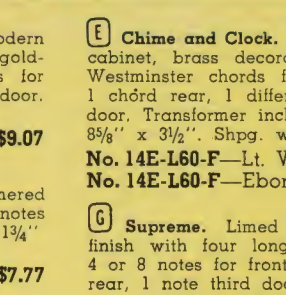 odern
gold-
s for
door.
$9.07
nered
notes
1¾"
$7.77
E Chime and Clock.
cabinet, brass decor
Westminster chords f
1 chord rear, 1 differ
door. Transformer incl
8⅝" x 3½". Shpg. w
No. 14E-L60-F—Lt. W
No. 14E-L60-F—Ebon
G Supreme. Limed
finish with four long
4 or 8 notes for front
rear, 1 note third doo